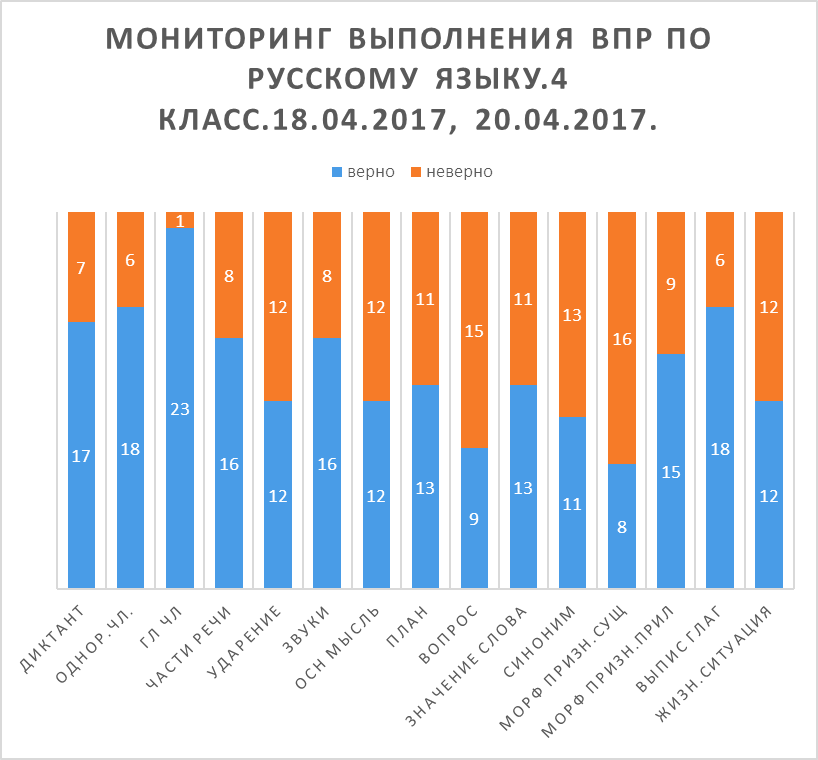 МОНИТОРИНГ ВЫПОЛНЕНИЯ ВПР ПО
РУССКОМУ ЯЗЫКУ.4
КЛАСС.18.04.2017, 20.04.2017.
верно неверно
7 6 1 8 12 8 12 11 15 11 13 16 9 6 12
17 18 23 16 12 16 12 13 9 13 11 8 15 18 12
ДИКТАНТ
ОДНОР.ЧЛ.
ГЛ ЧЛ
ЧАСТИ РЕЧИ
УДАРЕНИЕ
ЗВУКИ
ОСН МЫСЛЬ
ПЛАН
ВОПРОС
ЗНАЧЕНИЕ СЛОВА
СИНОНИМ
МОРФ ПРИЗН.СУЩ
МОРФ ПРИЗН.ПРИЛ
ВЫПИС ГЛАГ
ЖИЗН.СИТУАЦИЯ